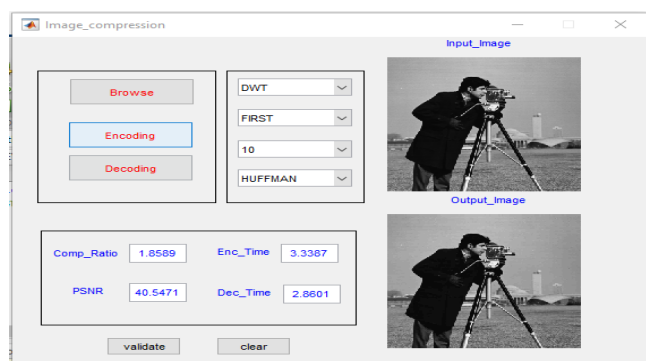 Image_compression
Input_Image
Browse
DWT
FIRST
Encoding
10
Decoding
HUFFMAN
Output_Image
Comp_Ratio 1.8589 Enc_Time 3.3387
PSNR 40.5471 Dec_Time 2.8601
validate clear